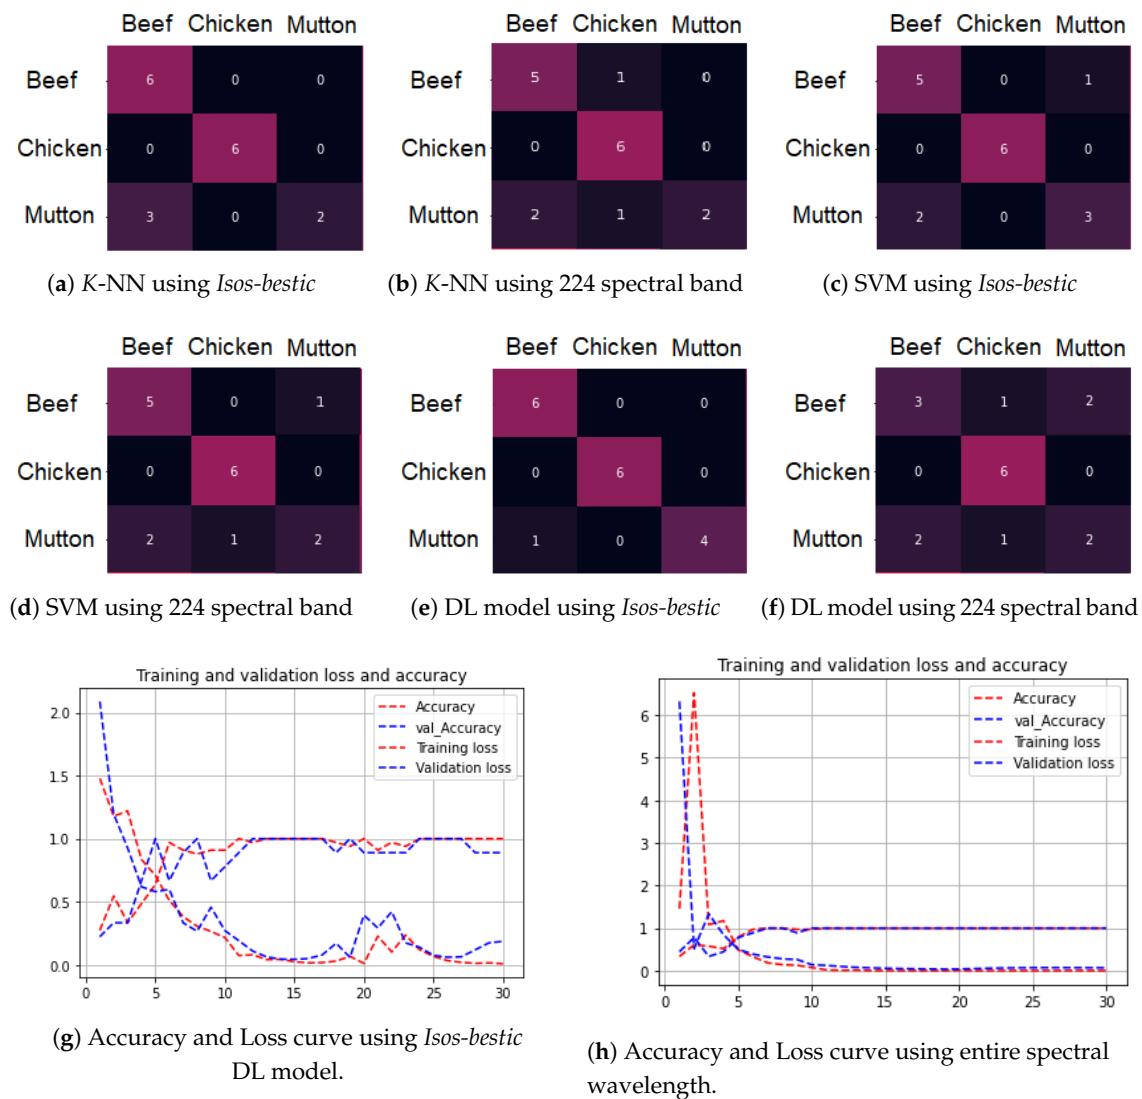 Beef Chicken Mutton
Beef 6 0 0
Chicken 0 6 0
Mutton 3 0 2
(a) K-NN using Isos-bestic
Beef Chicken Mutton
Beef 5 1 0
Chicken 0 6 0
Mutton 2 1 2
(b) K-NN using 224 spectral band
Beef Chicken Mutton
Beef 5 0 1
Chicken 0 6 0
Mutton 2 0 3
(c) SVM using Isos-bestic
Beef Chicken Mutton
Beef 5 0 1
Chicken 0 6 0
Mutton 2 1 2
(d) SVM using 224 spectral band
Beef Chicken Mutton
Beef 6 0 0
Chicken 0 6 0
Mutton 1 0 4
(e) DL model using Isos-bestic
Beef Chicken Mutton
Beef 3 1 2
Chicken 0 6 0
Mutton 2 1 2
(f) DL model using 224 spectral band
Training and validation loss and accuracy
Accuracy
val_Accuracy
Training loss
Validation loss
2.0
1.5
1.0
0.5
0.0
0 5 10 15 20 25 30
(g) Accuracy and Loss curve using Isos-bestic
DL model.
Training and validation loss and accuracy
Accuracy
val_Accuracy
Training loss
Validation loss
6
5
4
3
2
1
0
0 5 10 15 20 25 30
(h) Accuracy and Loss curve using entire spectral
wavelength.